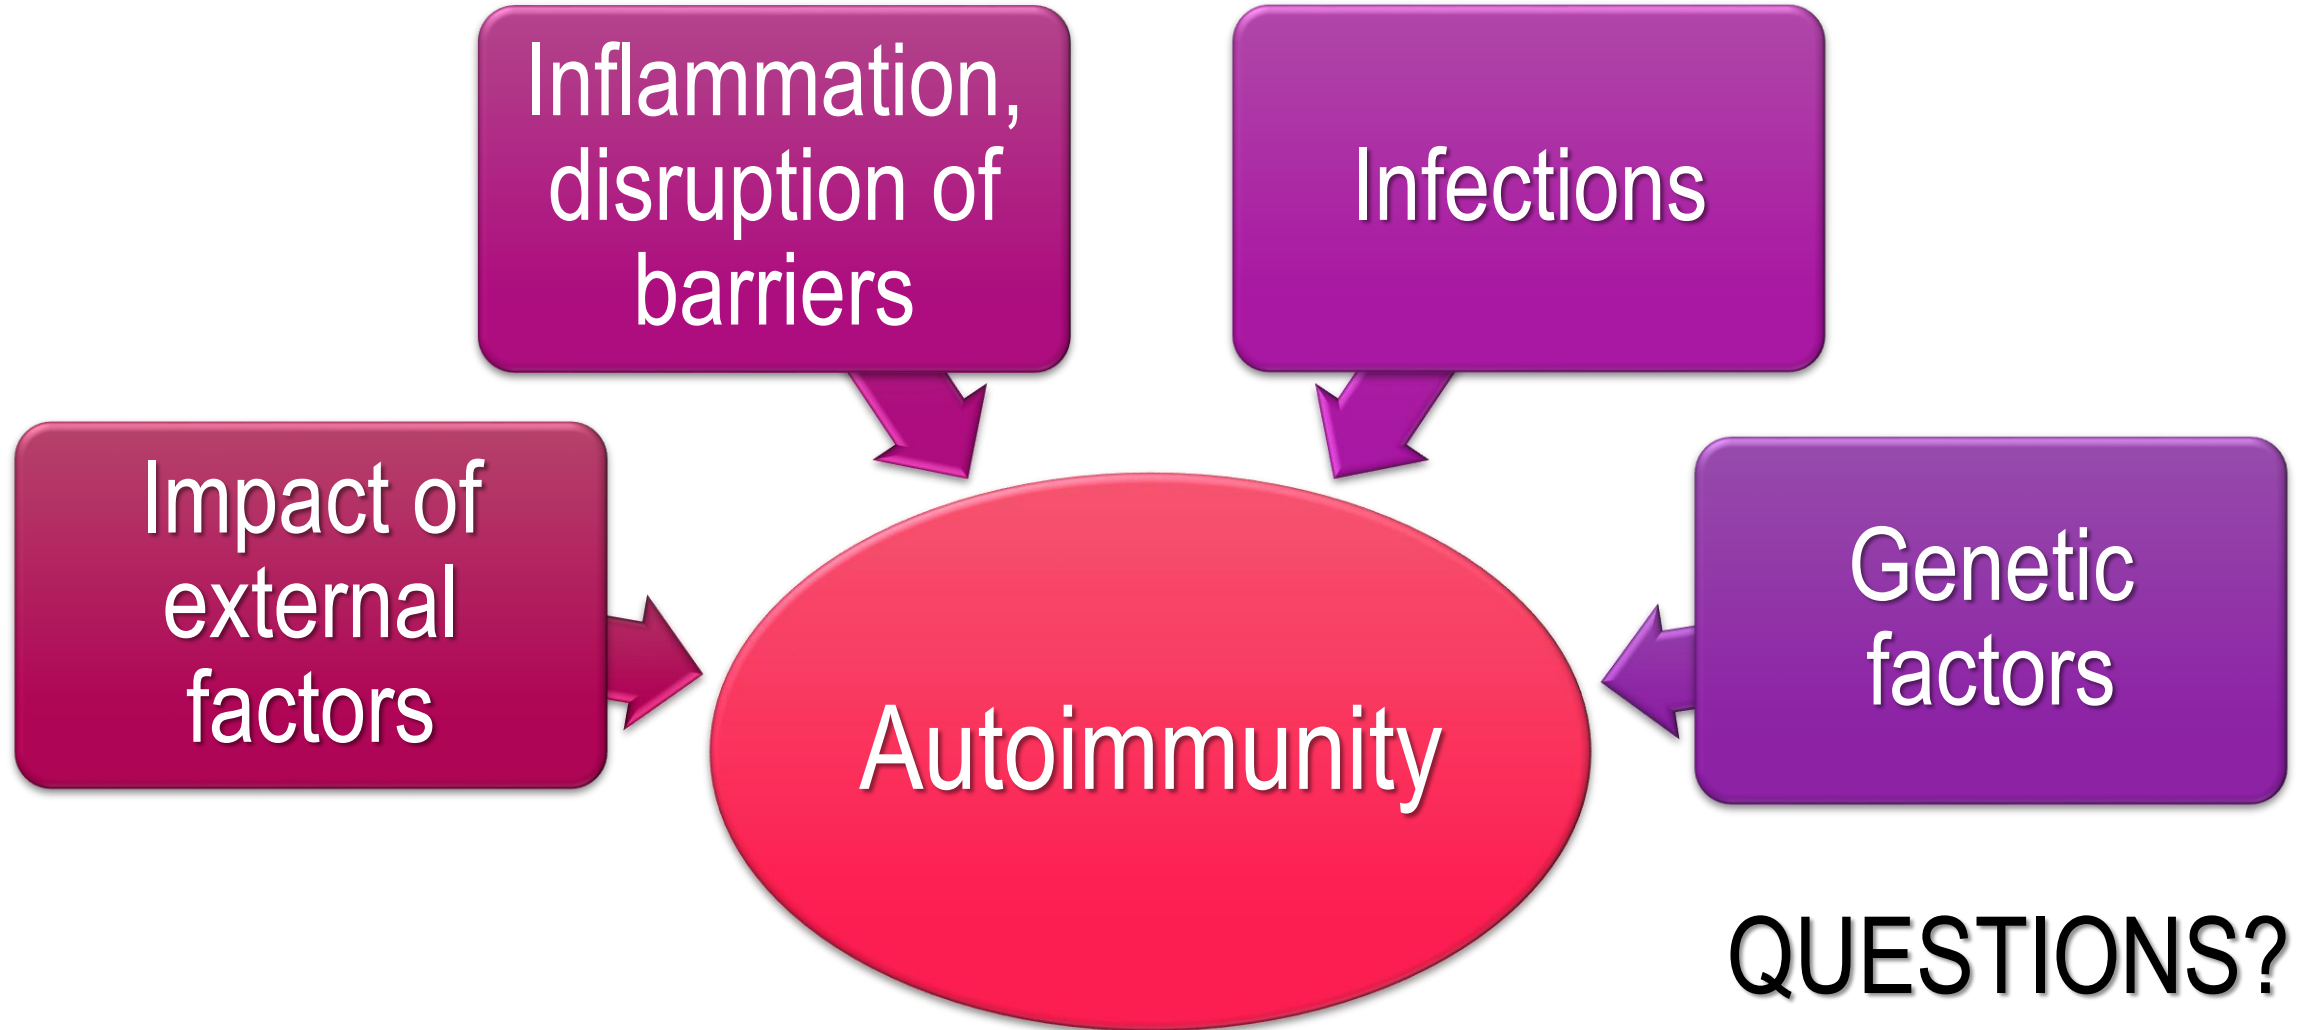 Inflammation,
disruption of
barriers
Infections
Impact of
external
factors
Genetic
factors
Autoimmunity
QUESTIONS?